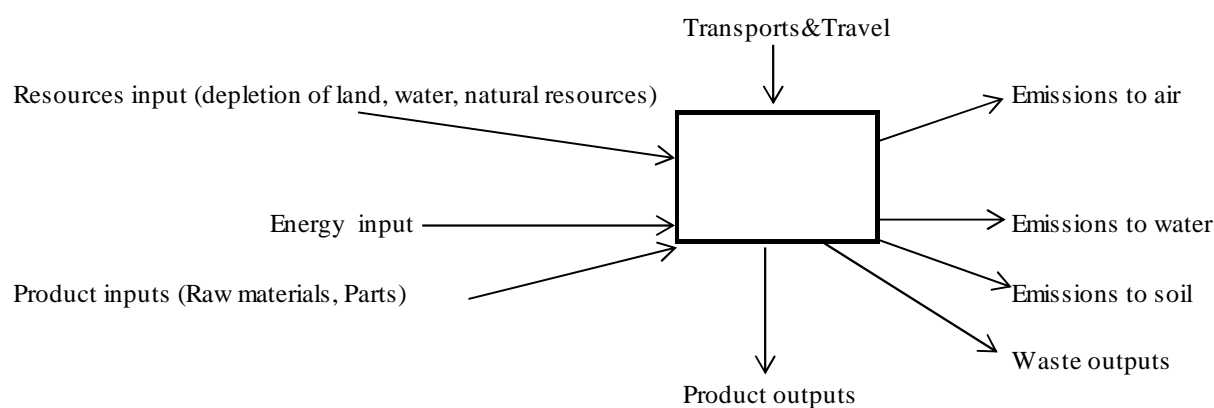 Transports&Travel
Resources input (depletion of land, water, natural resources)
Emissions to air
Energy input
Emissions to water
Product inputs (Raw materials, Parts)
Emissions to soil
Waste outputs
Product outputs